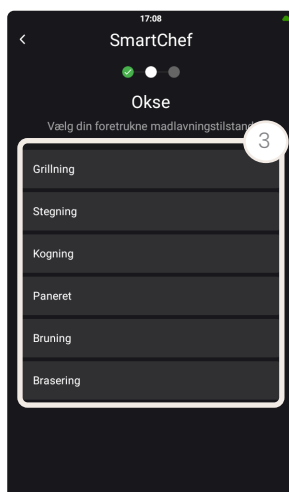 17:08
SmartChef
Okse
Vælg din foretrukne madlavningstilstand
3
Grillning
Stegning
Kogning
Paneret
Bruning
Brasering